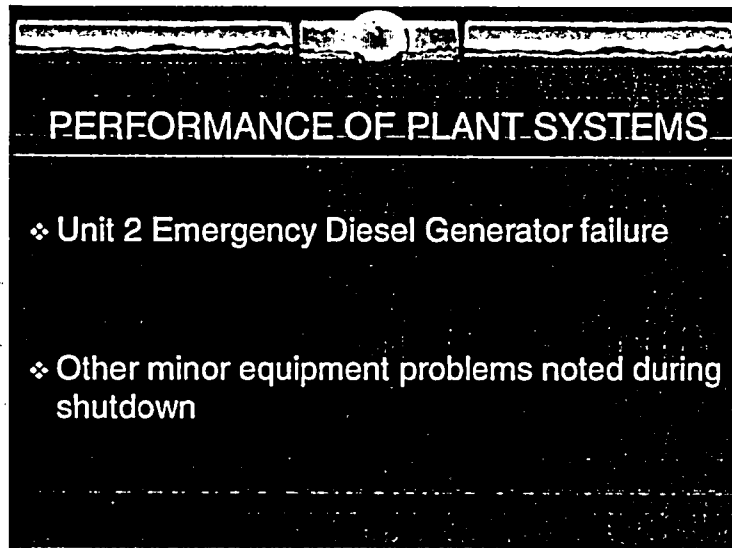 PERFORMANCE OF PLANT SYSTEMS
❖ Unit 2 Emergency Diesel Generator failure
❖ Other minor equipment problems noted during
shutdown